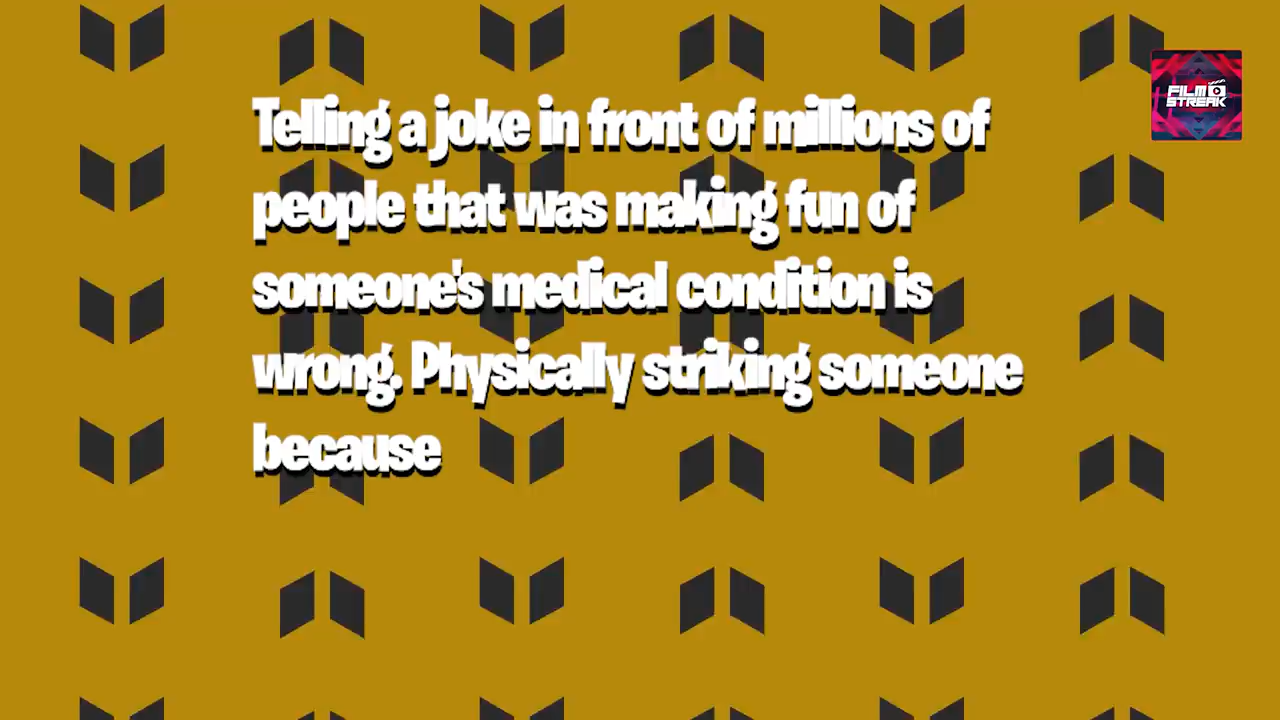 Telling a joke in front of millions of
people that was making fun of
someone's medical condition is
wrong. Physically striking someone
because
FILM
STREAK